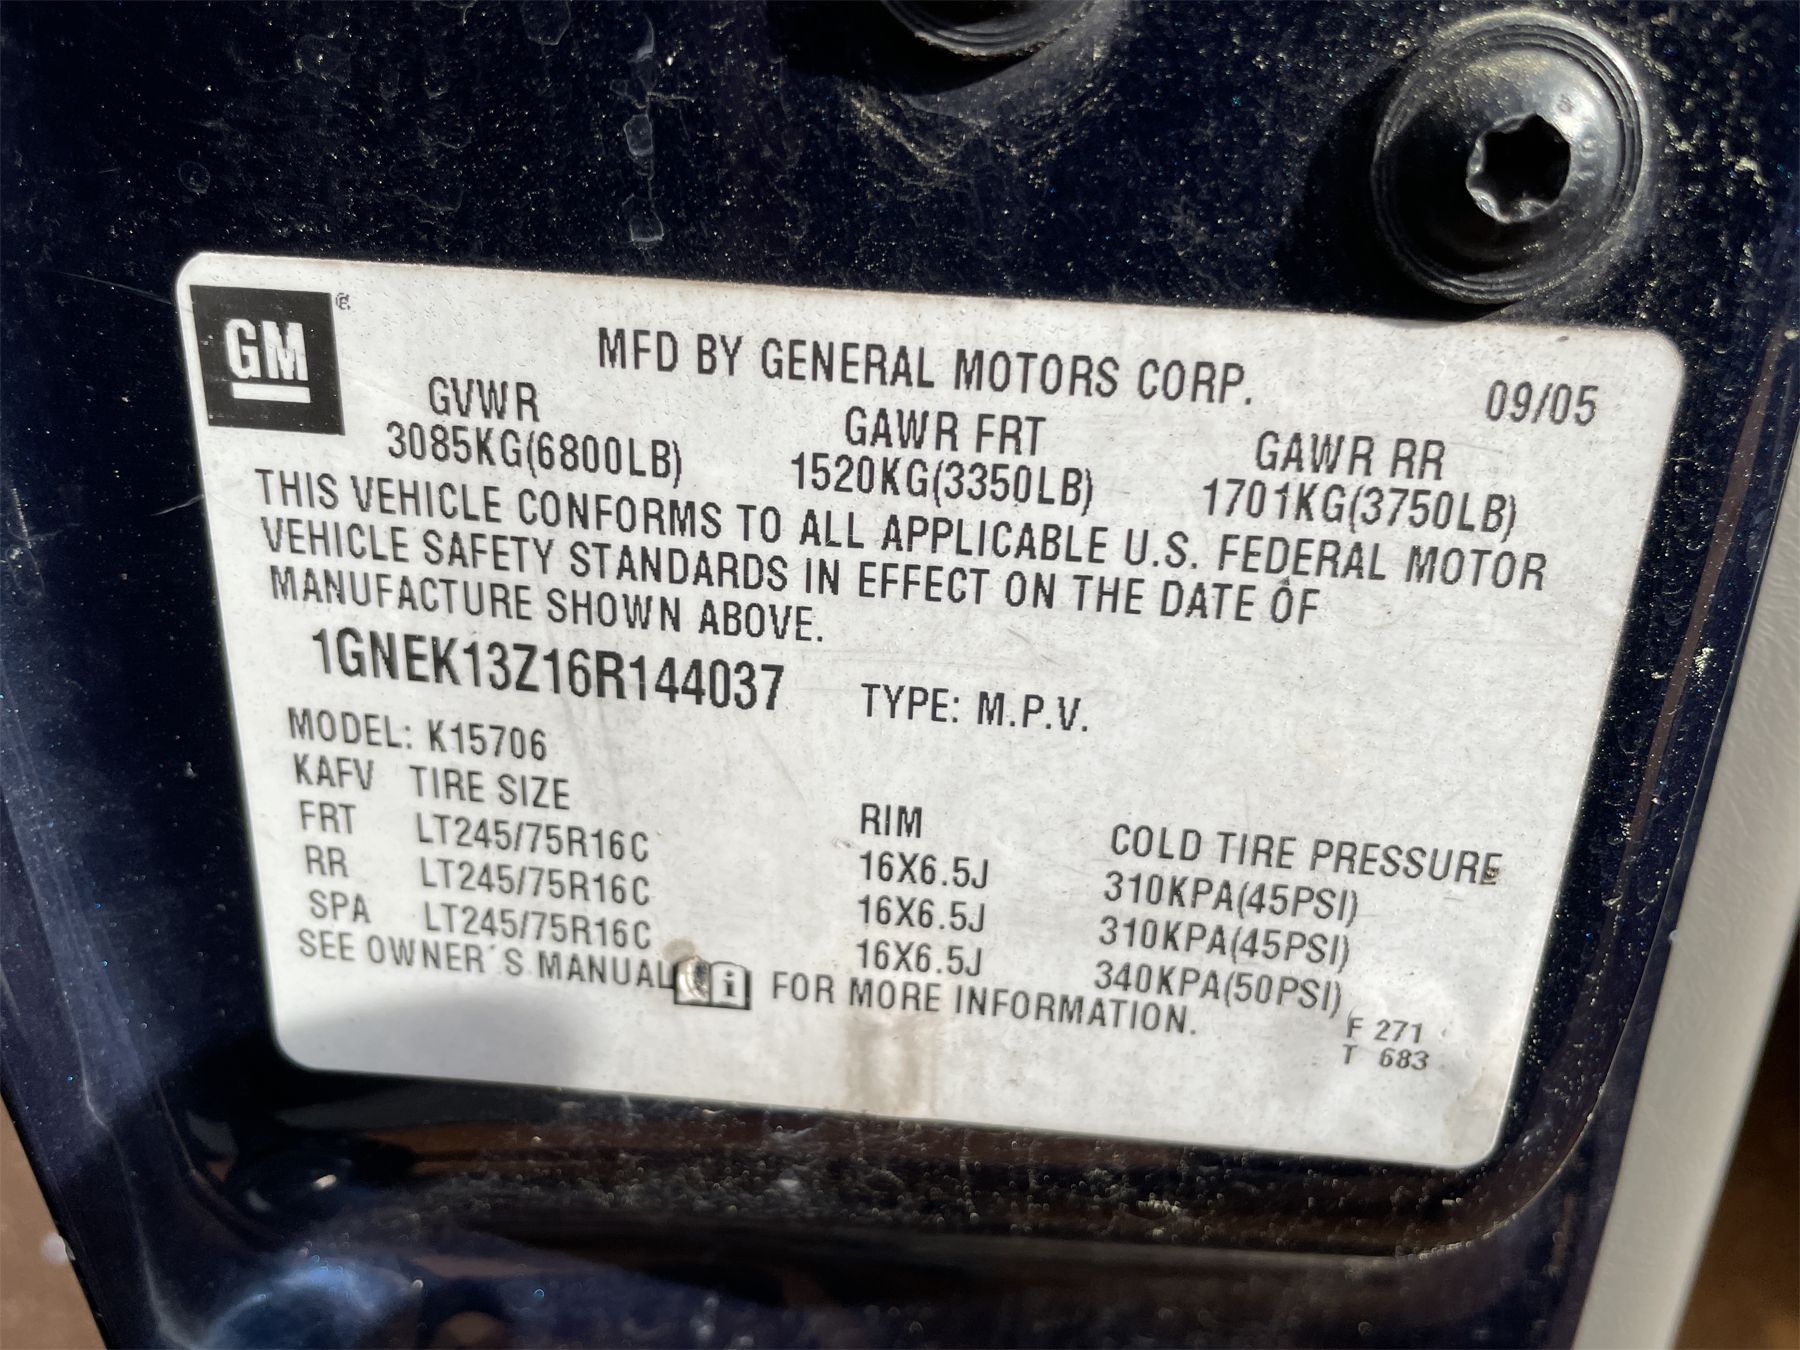 GM ®
MFD BY GENERAL MOTORS CORP.
09/05
GVWR GAWR FRT GAWR RR
3085KG(6800LB) 1520KG(3350LB) 1701KG(3750LB)
THIS VEHICLE CONFORMS TO ALL APPLICABLE U.S. FEDERAL MOTOR
VEHICLE SAFETY STANDARDS IN EFFECT ON THE DATE OF
MANUFACTURE SHOWN ABOVE.
1GNEK13Z16R144037 TYPE: M.P.V.
MODEL: K15706
KAFV TIRE SIZE RIM COLD TIRE PRESSURE
FRT LT245/75R16C 16X6.5J 310KPA(45PSI)
RR LT245/75R16C 16X6.5J 310KPA(45PSI)
SPA LT245/75R16C 16X6.5J 340KPA(50PSI)
SEE OWNER´S MANUAL i FOR MORE INFORMATION.
F 271
T 683